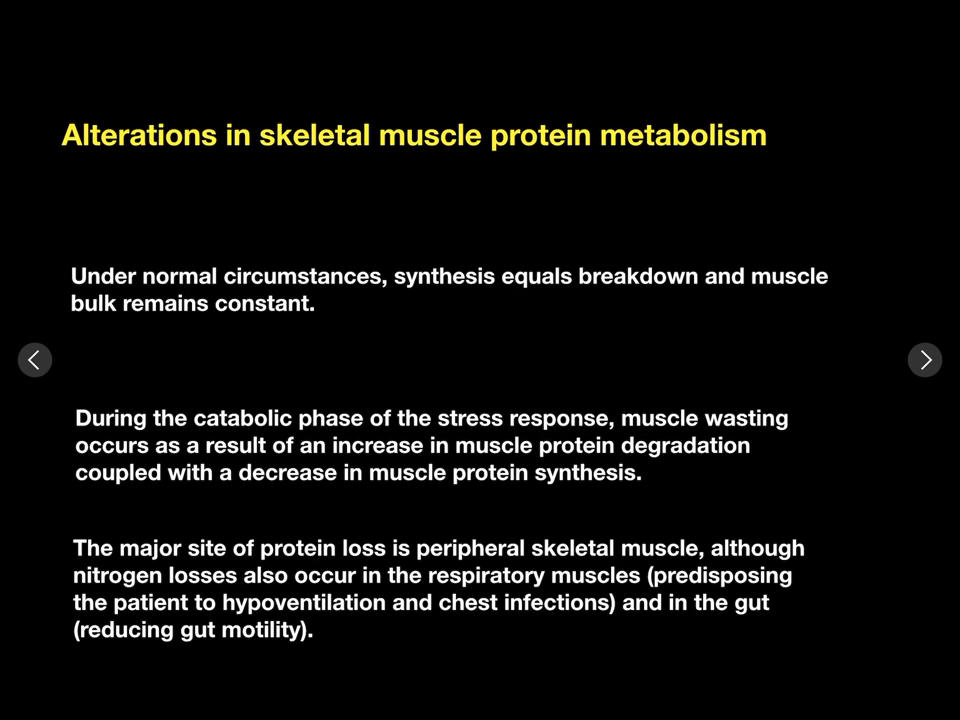 Alterations in skeletal muscle protein metabolism
Under normal circumstances, synthesis equals breakdown and muscle
bulk remains constant.
During the catabolic phase of the stress response, muscle wasting
occurs as a result of an increase in muscle protein degradation
coupled with a decrease in muscle protein synthesis.
The major site of protein loss is peripheral skeletal muscle, although
nitrogen losses also occur in the respiratory muscles (predisposing
the patient to hypoventilation and chest infections) and in the gut
(reducing gut motility).